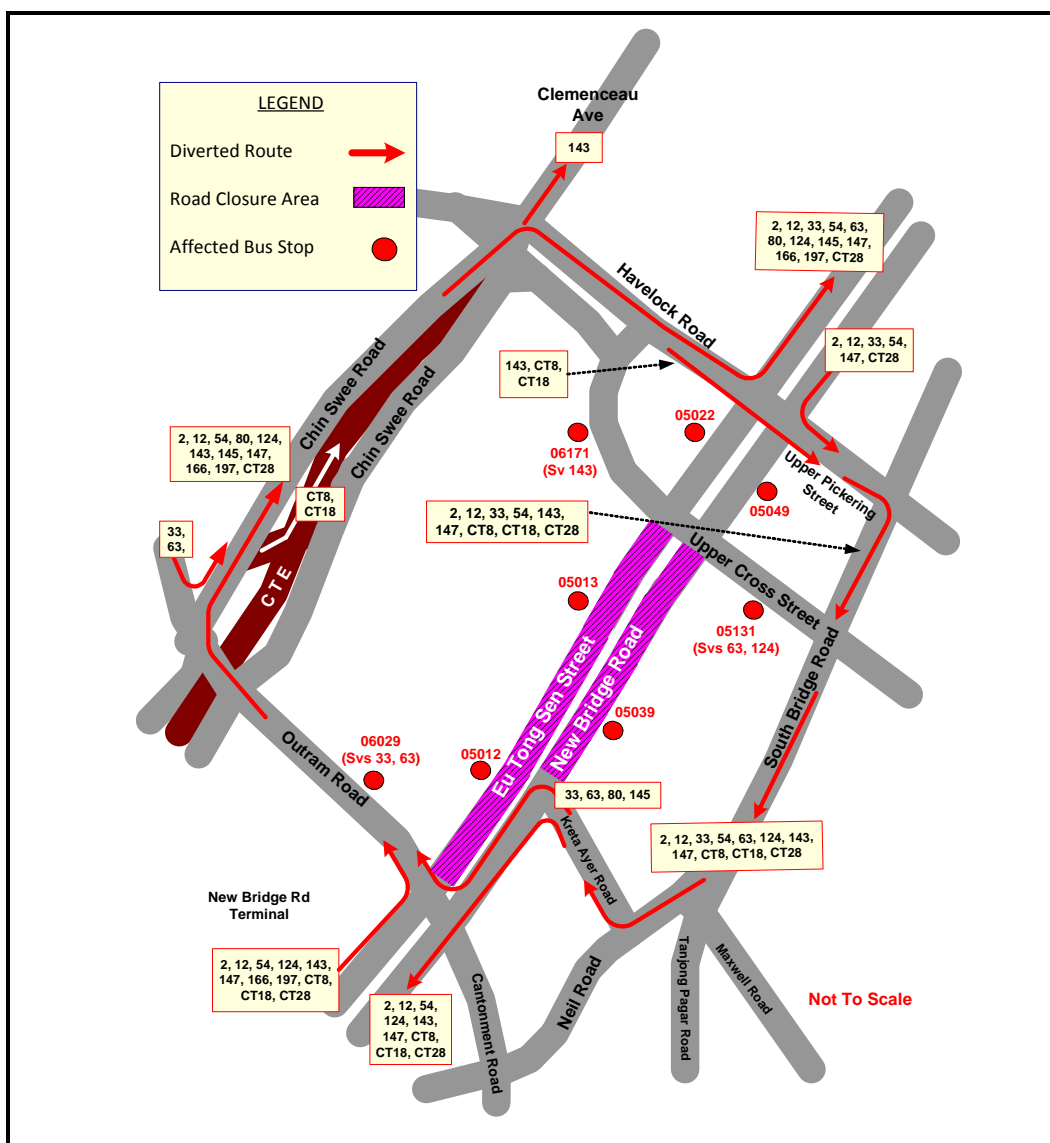 LEGEND
Diverted Route
Road Closure Area
Affected Bus Stop
Clemenceau
Ave
143
2, 12, 33, 54, 63,
80, 124, 145, 147,
166, 197, CT28
Havelock Road
2, 12, 33, 54,
147, CT28
143, CT8,
CT18
Chin Swee Road
Chin Swee Road
2, 12, 54, 80, 124,
143, 145, 147,
166, 197, CT28
CT8,
CT18
33,
63,
C T E
06171
(Sv 143)
05022
05049
Upper Pickering
Street
2, 12, 33, 54, 143,
147, CT8, CT18, CT28
Upper Cross Street
05013
05131
(Svs 63, 124)
Eu Tong Sen Street
New Bridge Road
05039
South Bridge Road
Outram Road
06029
(Svs 33, 63)
05012
33, 63, 80, 145
Kreta Ayer Road
2, 12, 33, 54, 63, 124, 143,
147, CT8, CT18, CT28
New Bridge Rd
Terminal
2, 12, 54, 124, 143,
147, 166, 197, CT8,
CT18, CT28
2, 12, 54,
124, 143,
147, CT8,
CT18, CT28
Cantonment Road
Neil Road
Tanjong Pagar Road
Maxwell Road
Not To Scale